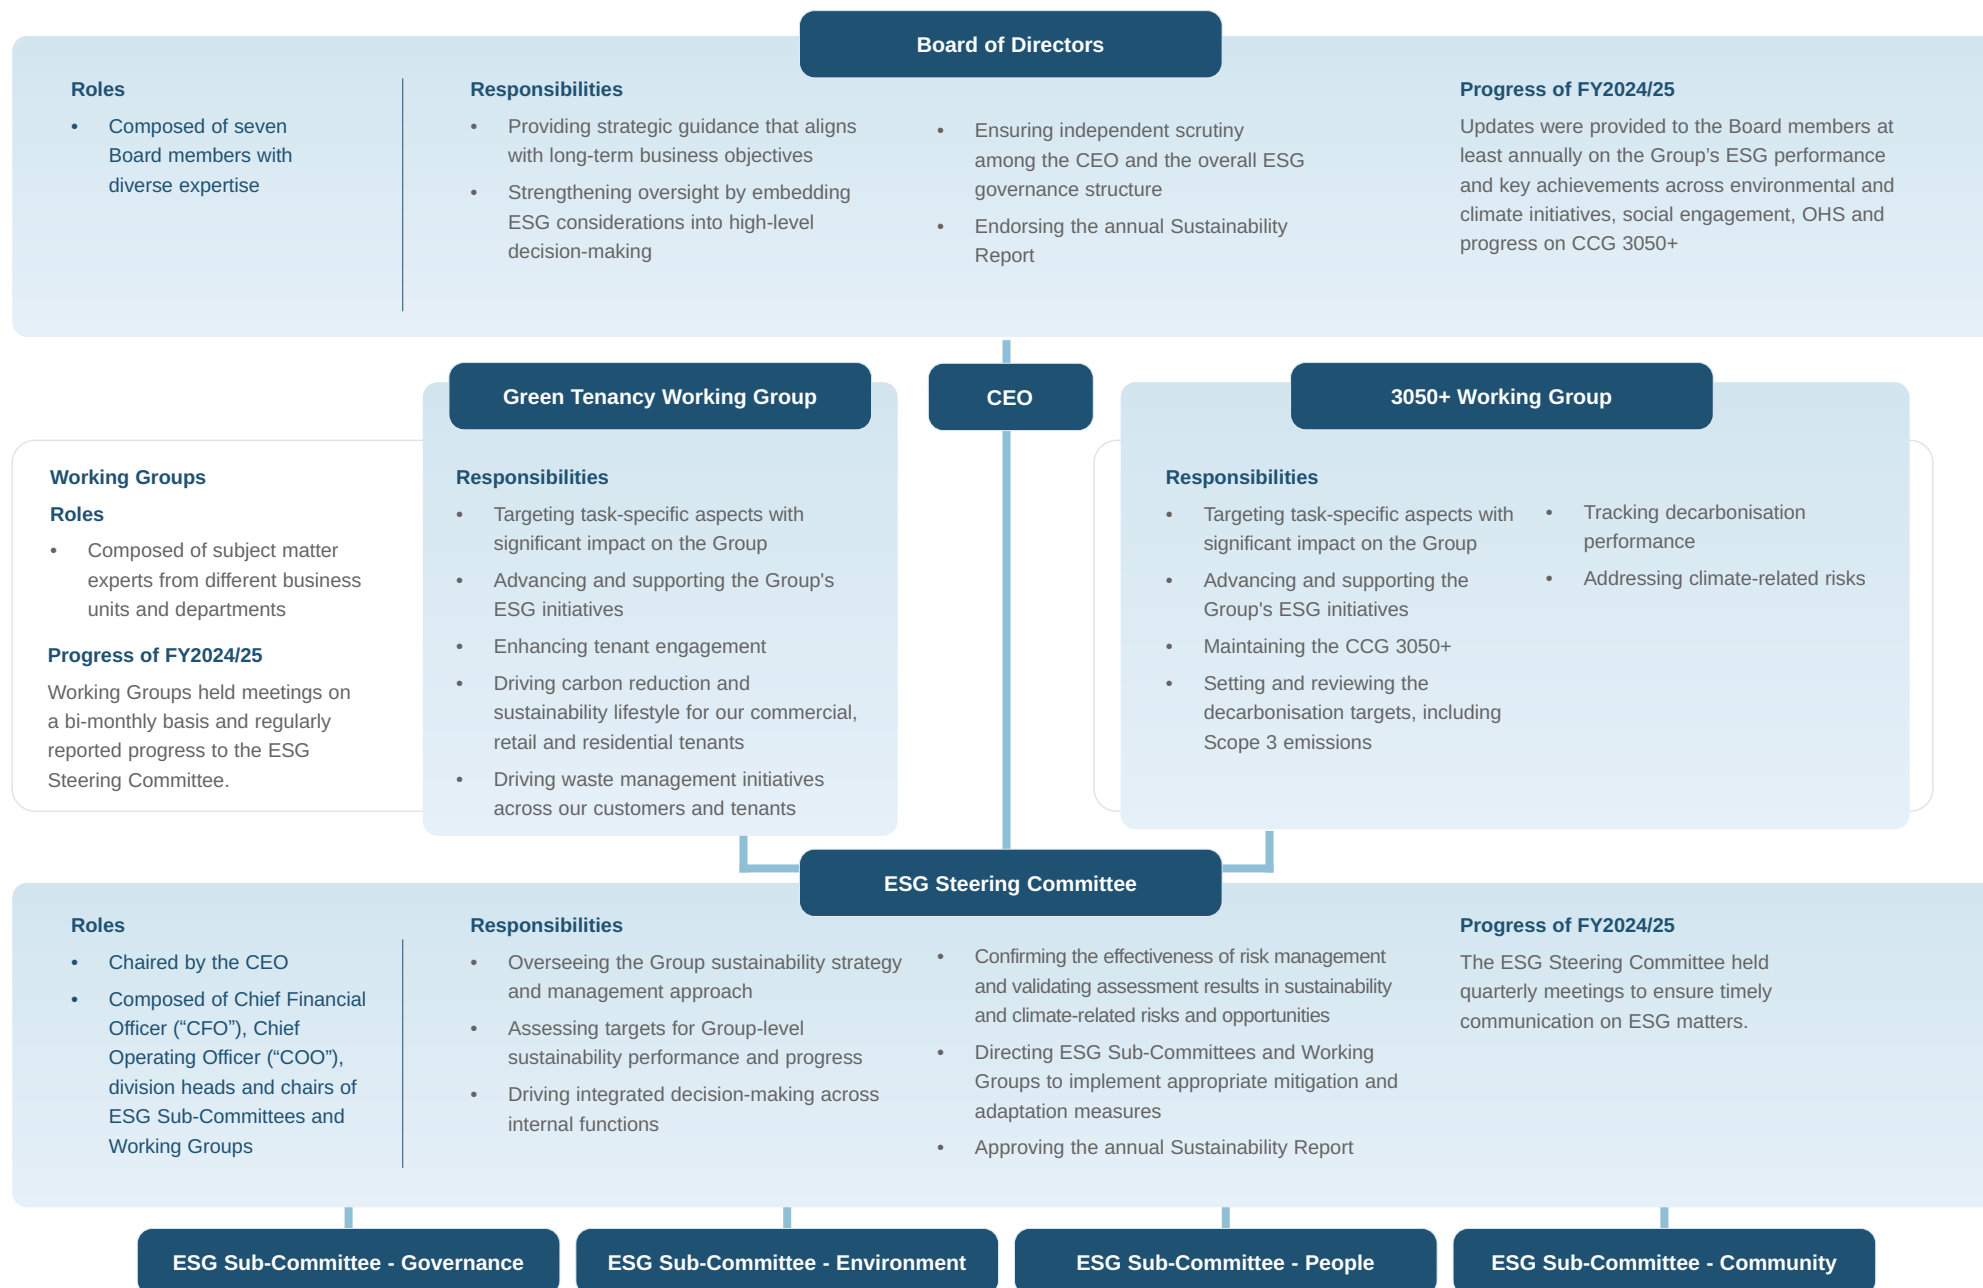 Board of Directors
Roles
• Composed of seven
Board members with
diverse expertise
Responsibilities
• Providing strategic guidance that aligns
with long-term business objectives
• Strengthening oversight by embedding
ESG considerations into high-level
decision-making
• Ensuring independent scrutiny
among the CEO and the overall ESG
governance structure
• Endorsing the annual Sustainability
Report
Progress of FY2024/25
Updates were provided to the Board members at
least annually on the Group’s ESG performance
and key achievements across environmental and
climate initiatives, social engagement, OHS and
progress on CCG 3050+
CEO
Working Groups
Roles
• Composed of subject matter
experts from different business
units and departments
Progress of FY2024/25
Working Groups held meetings on
a bi-monthly basis and regularly
reported progress to the ESG
Steering Committee.
Green Tenancy Working Group
Responsibilities
• Targeting task-specific aspects with
significant impact on the Group
• Advancing and supporting the Group's
ESG initiatives
• Enhancing tenant engagement
• Driving carbon reduction and
sustainability lifestyle for our commercial,
retail and residential tenants
• Driving waste management initiatives
across our customers and tenants
3050+ Working Group
Responsibilities
• Targeting task-specific aspects with
significant impact on the Group
• Advancing and supporting the
Group's ESG initiatives
• Maintaining the CCG 3050+
• Setting and reviewing the
decarbonisation targets, including
Scope 3 emissions
• Tracking decarbonisation
performance
• Addressing climate-related risks
ESG Steering Committee
Roles
• Chaired by the CEO
• Composed of Chief Financial
Officer (“CFO”), Chief
Operating Officer (“COO”),
division heads and chairs of
ESG Sub-Committees and
Working Groups
Responsibilities
• Overseeing the Group sustainability strategy
and management approach
• Assessing targets for Group-level
sustainability performance and progress
• Driving integrated decision-making across
internal functions
• Confirming the effectiveness of risk management
and validating assessment results in sustainability
and climate-related risks and opportunities
• Directing ESG Sub-Committees and Working
Groups to implement appropriate mitigation and
adaptation measures
• Approving the annual Sustainability Report
Progress of FY2024/25
The ESG Steering Committee held
quarterly meetings to ensure timely
communication on ESG matters.
ESG Sub-Committee - Governance
ESG Sub-Committee - Environment
ESG Sub-Committee - People
ESG Sub-Committee - Community